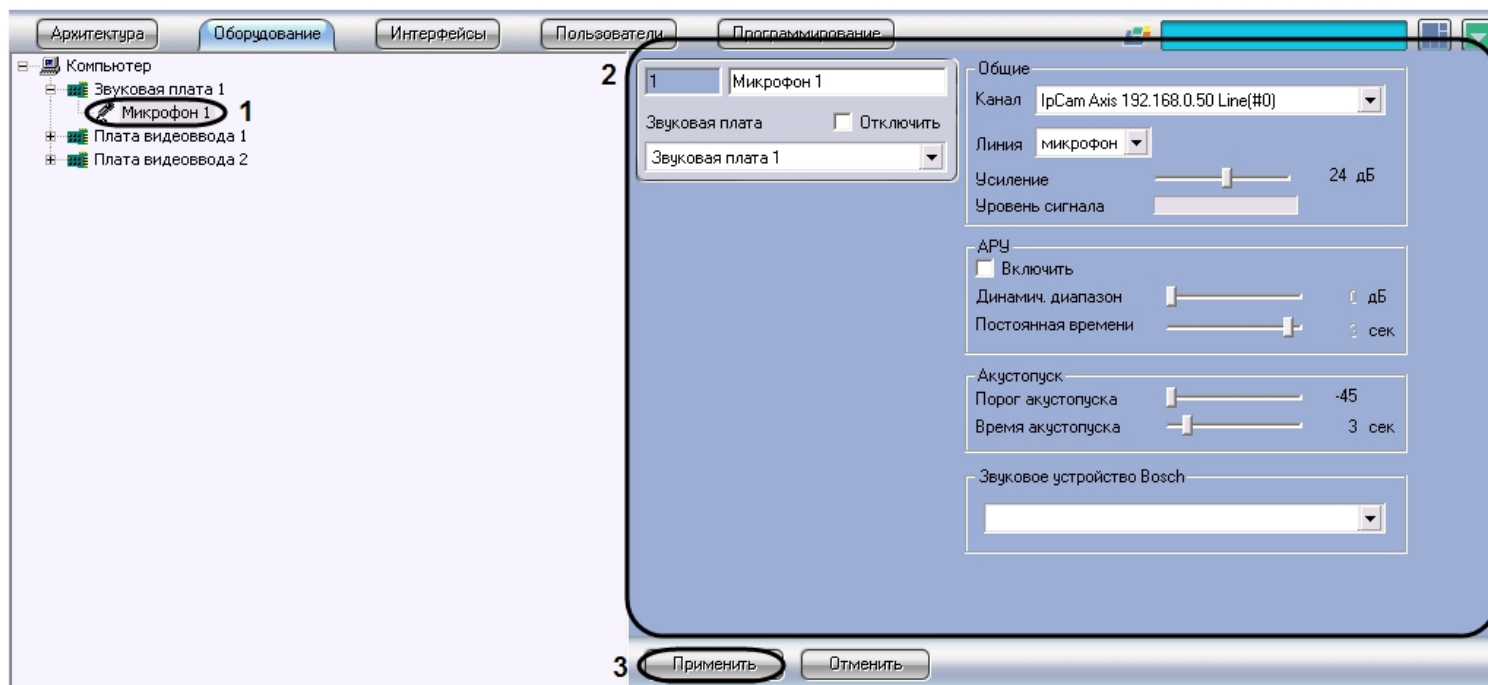 Архитектура Оборудование Интерфейсы Пользователи Программирование
Компьютер
Звуковая плата 1
Микрофон 1 1
Плата видеоввода 1
Плата видеоввода 2
2
1 Микрофон 1
Звуковая плата Отключить
Звуковая плата 1
Общие
Канал IpCam Axis 192.168.0.50 Line(#0)
Линия микрофон
Усиление 24 дБ
Уровень сигнала
АРУ
Включить
Динамич. диапазон дБ
Постоянная времени сек
Акустопуск
Порог акустопуска -45
Время акустопуска 3 сек
Звуковое устройство Bosch
3 Применить Отменить